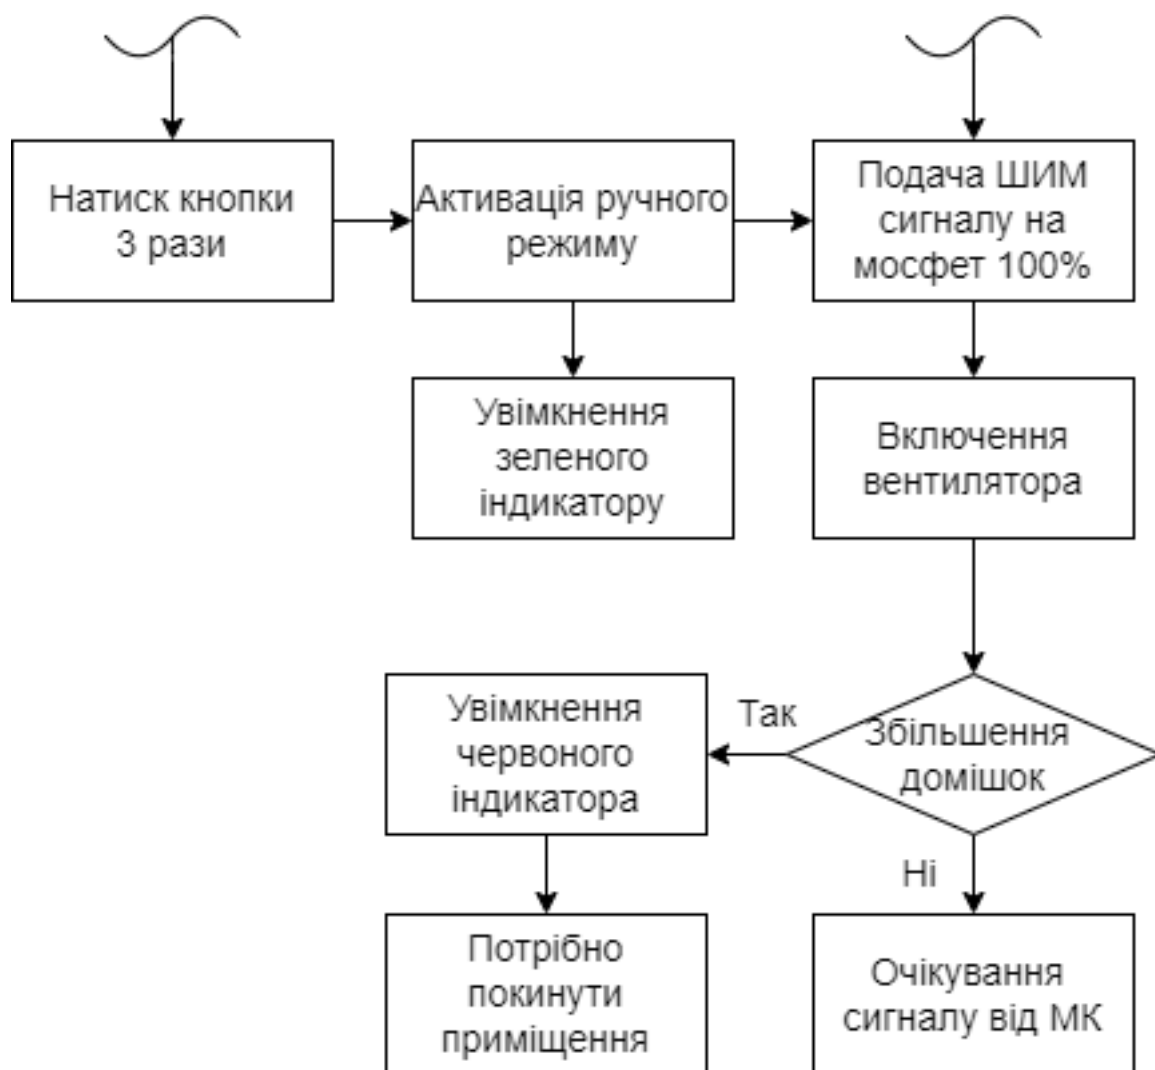 Натиск кнопки
3 рази
Активація ручного
режиму
Подача ШИМ
сигналу на
мосфет 100%
Увімкнення
зеленого
індикатору
Включення
вентилятора
Збільшення
домішок
Так
Увімкнення
червоного
індикатора
Ні
Потрібно
покинути
приміщення
Очікування
сигналу від МК